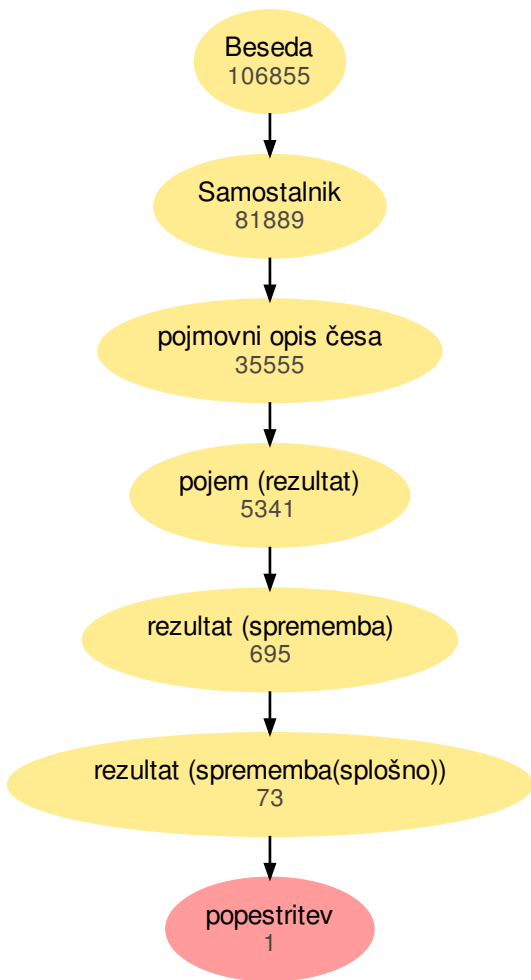 Beseda
106855
Samostalnik
81889
pojmovni opis česa
35555
pojem (rezultat)
5341
rezultat (sprememba)
695
rezultat (sprememba(splošno))
73
popestritev
1